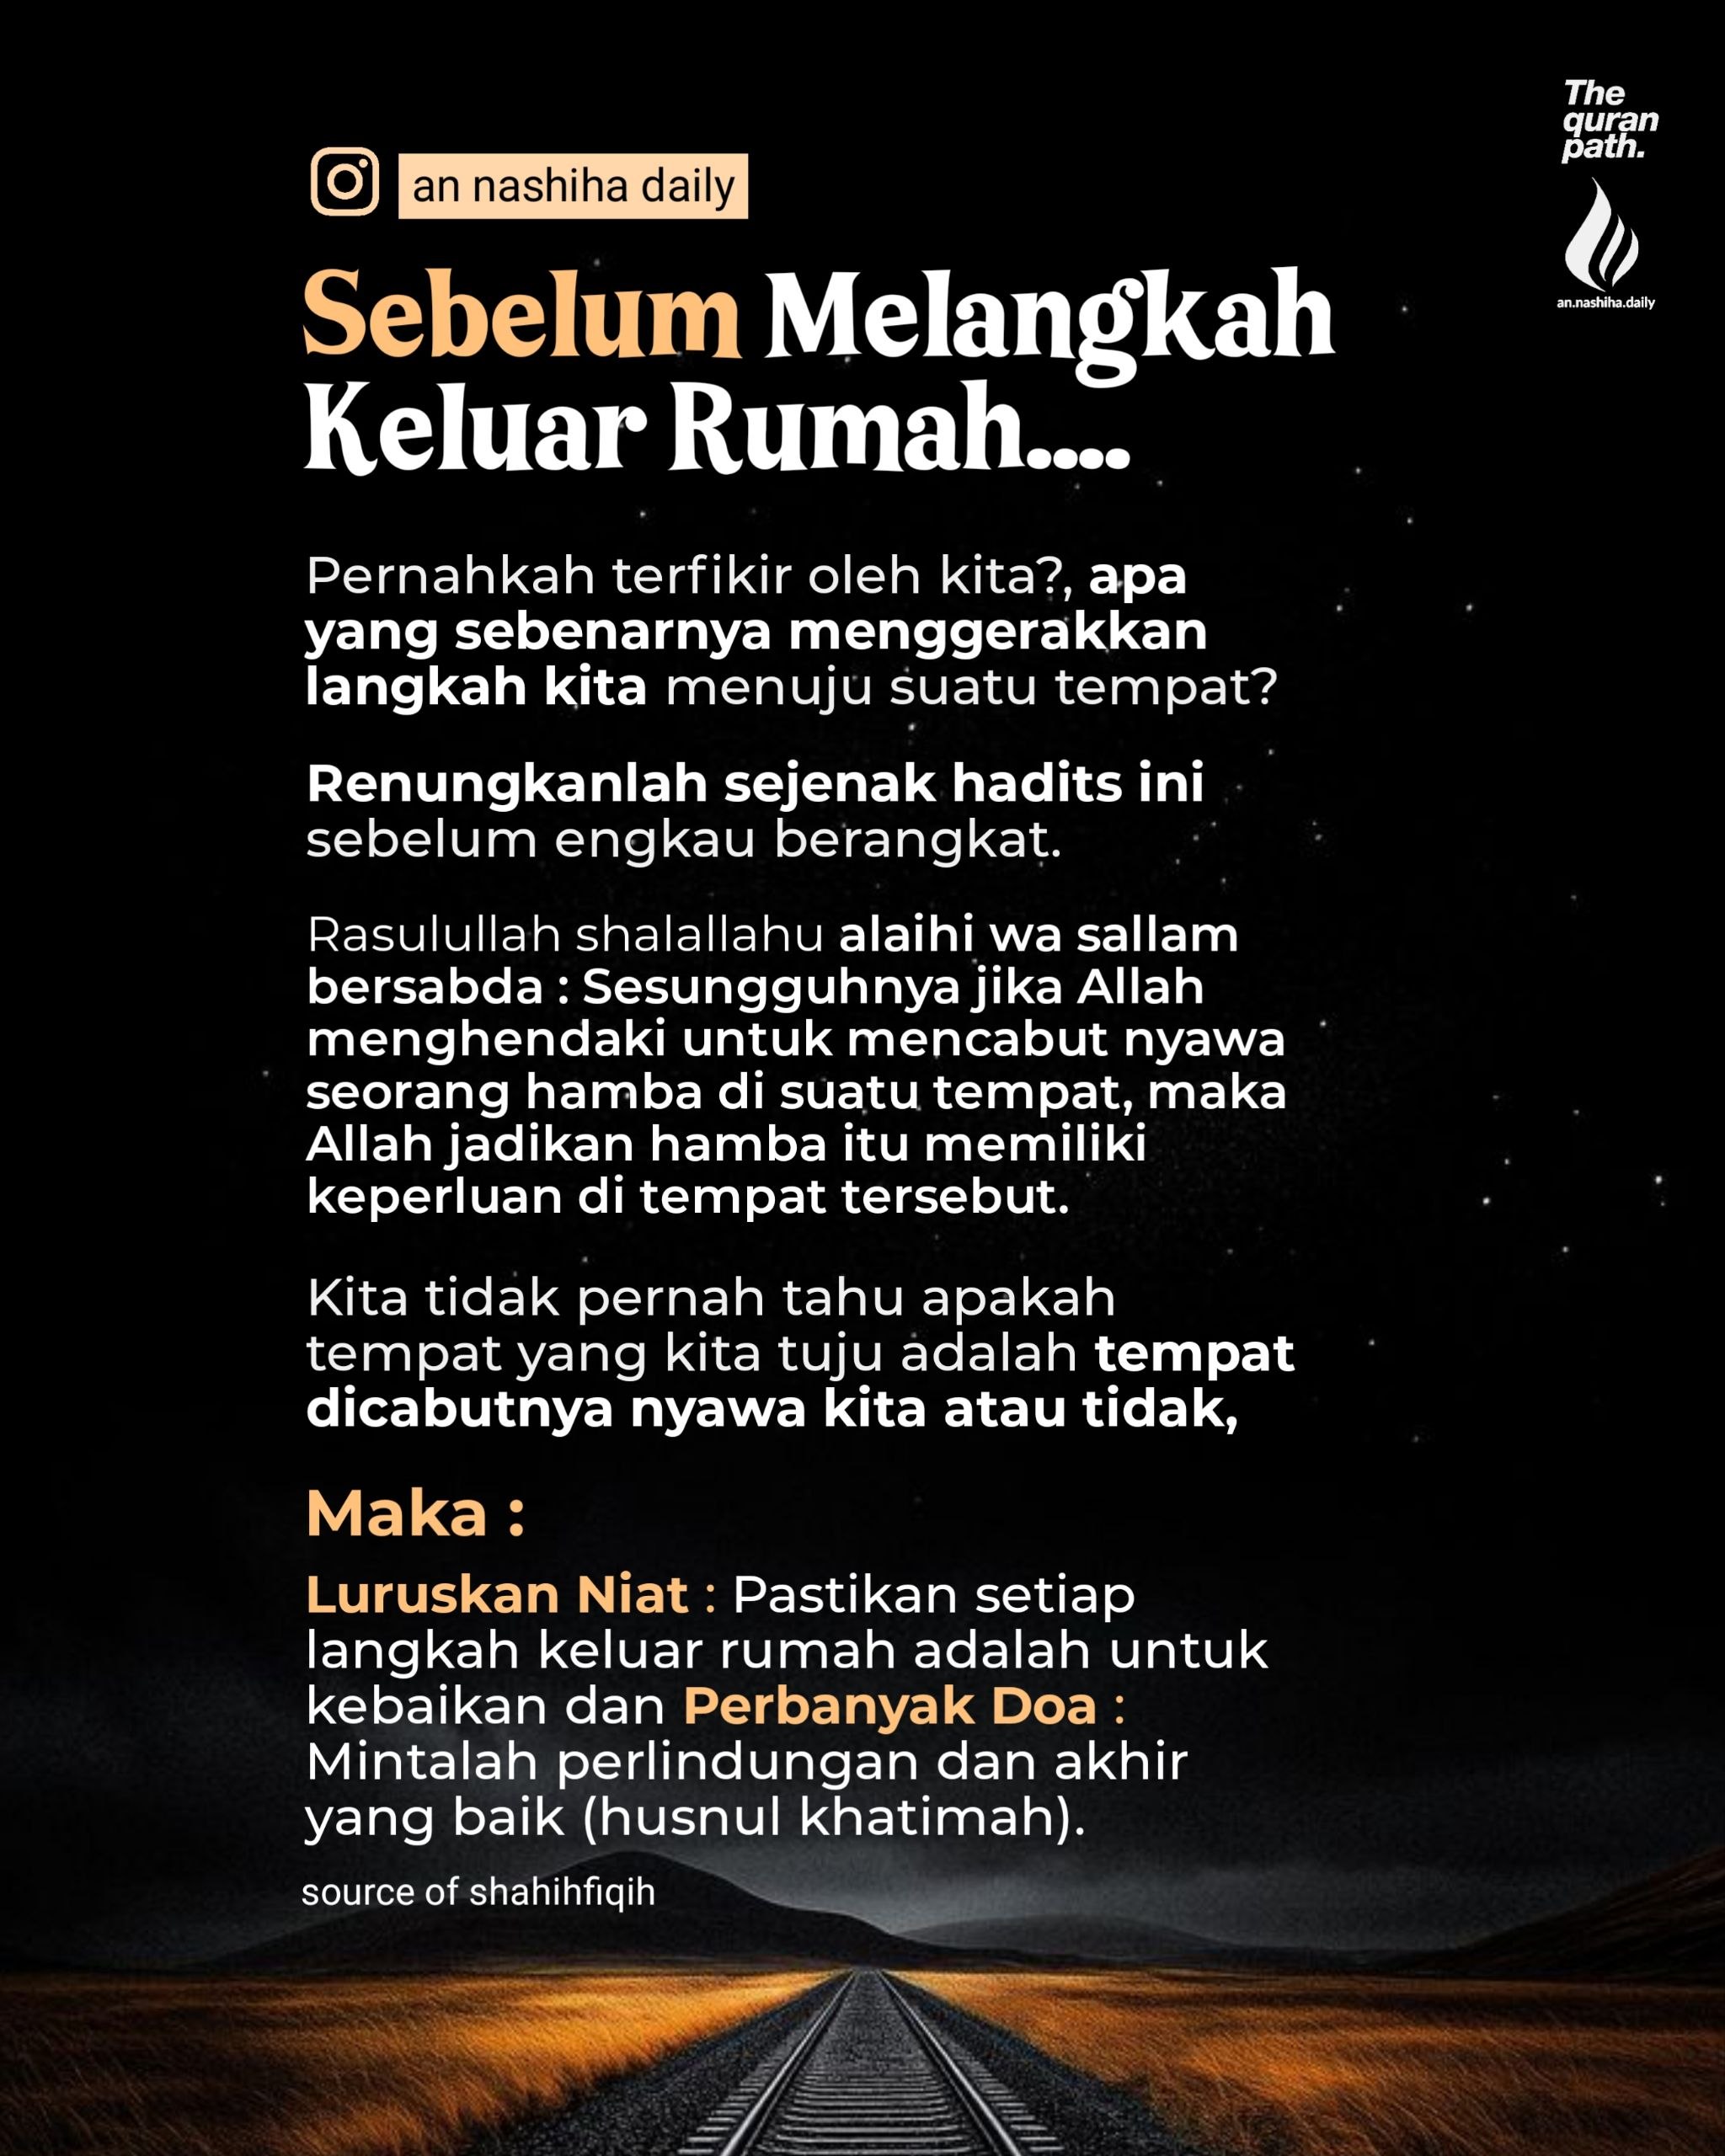 The
quran
path.
an.nashiha.daily
an nashiha daily
Sebelum Melangkah
Keluar Rumah....
Pernahkah terfikir oleh kita?, apa
yang sebenarnya menggerakkan
langkah kita menuju suatu tempat?
Renungkanlah sejenak hadits ini
sebelum engkau berangkat.
Rasulullah shalallahu alaihi wa sallam
bersabda : Sesungguhnya jika Allah
menghendaki untuk mencabut nyawa
seorang hamba di suatu tempat, maka
Allah jadikan hamba itu memiliki
keperluan di tempat tersebut.
Kita tidak pernah tahu apakah
tempat yang kita tuju adalah tempat
dicabutnya nyawa kita atau tidak,
Maka :
Luruskan Niat : Pastikan setiap
langkah keluar rumah adalah untuk
kebaikan dan Perbanyak Doa :
Mintalah perlindungan dan akhir
yang baik (husnul khatimah).
source of shahihfiqih